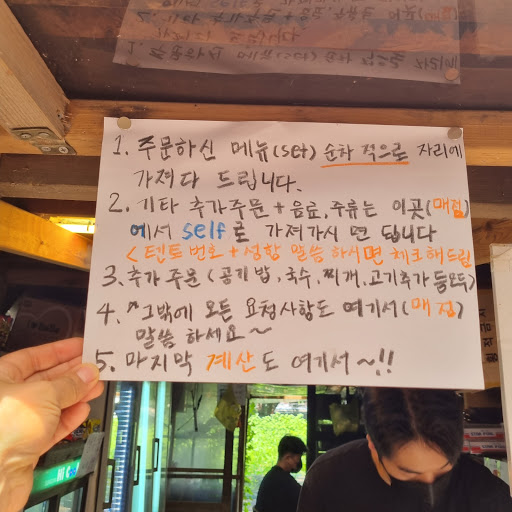 1. 주문하신 메뉴(set) 순차 적으로 자리에
가져다 드립니다.
2. 기타 추가주문 + 음료,주류는 이곳(매점)
에서 self로 가져가시 면 됩니다
<텐토 번호 + 성함 말씀 하시면 체크해드림
3. 추가 주문 (공기밥, 국수, 찌개, 고기추가 등모두)
4. "그밖에 모든 요청사항도 여기서(매점)
말씀 하세요~
5. 마지막 계산도 여기서~!!